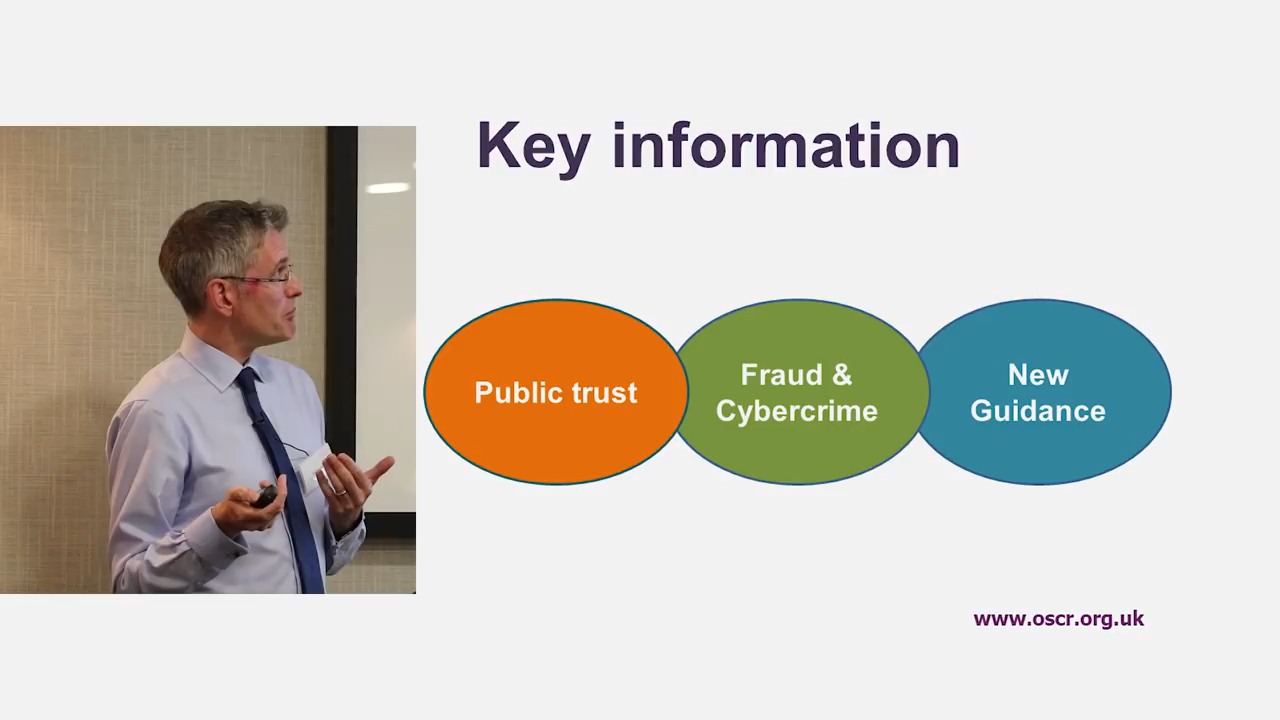 Key information
Public trust
Fraud &
Cybercrime
New
Guidance
www.oscr.org.uk